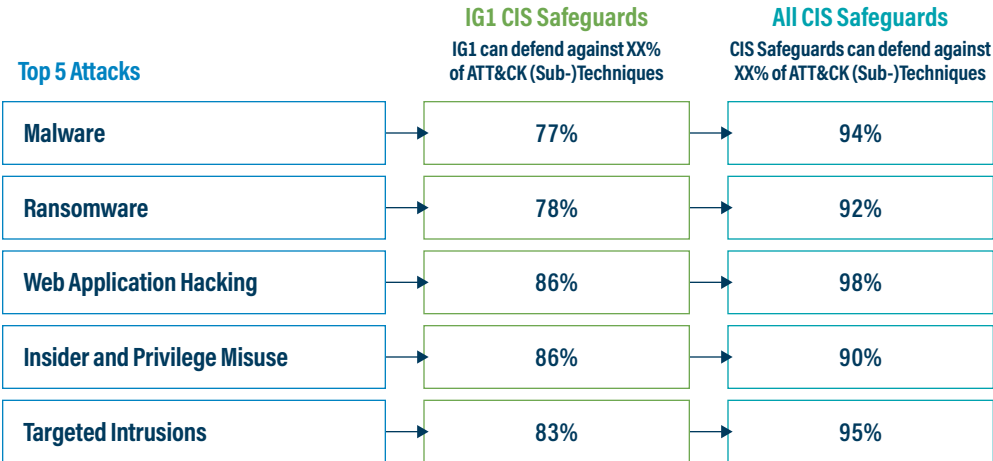 IG1 CIS Safeguards
All CIS Safeguards
IG1 can defend against XX%
of ATT&CK (Sub-)Techniques
CIS Safeguards can defend against
XX% of ATT&CK (Sub-)Techniques
Top 5 Attacks
Malware
77%
94%
Ransomware
78%
92%
Web Application Hacking
86%
98%
Insider and Privilege Misuse
86%
90%
Targeted Intrusions
83%
95%